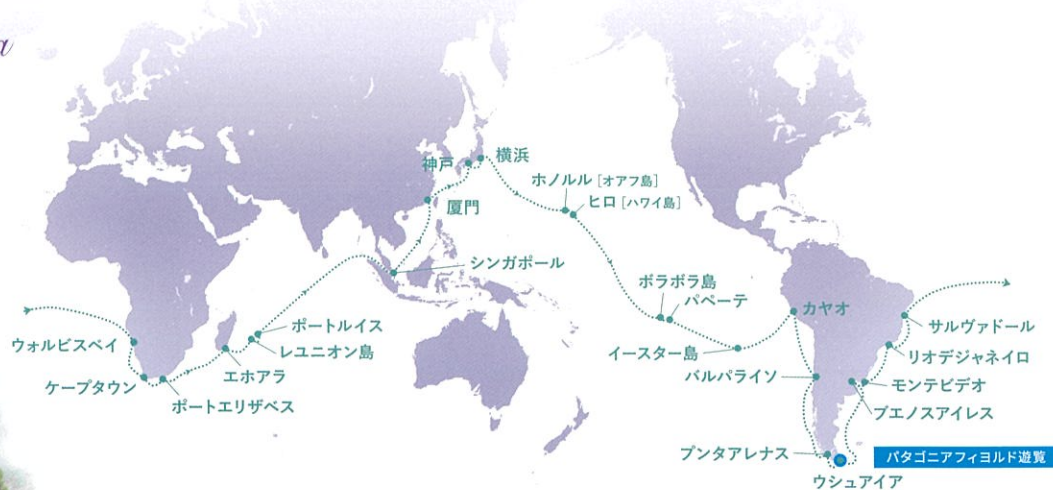 a
神戸
横浜
厦門
ホノルル [オアフ島]
ヒロ [ハワイ島]
シンガポール
ボラボラ島
パペーテ
カヤオ
イースター島
バルパライソ
サルヴァドール
リオデジャネイロ
モンテビデオ
ブエノスアイレス
プンタアレナス
ウシュアイア
パタゴニアフィヨルド遊覧
ウォルビスベイ
ケープタウン
ポートエリザベス
エホアラ
レユニオン島
ポートルイス